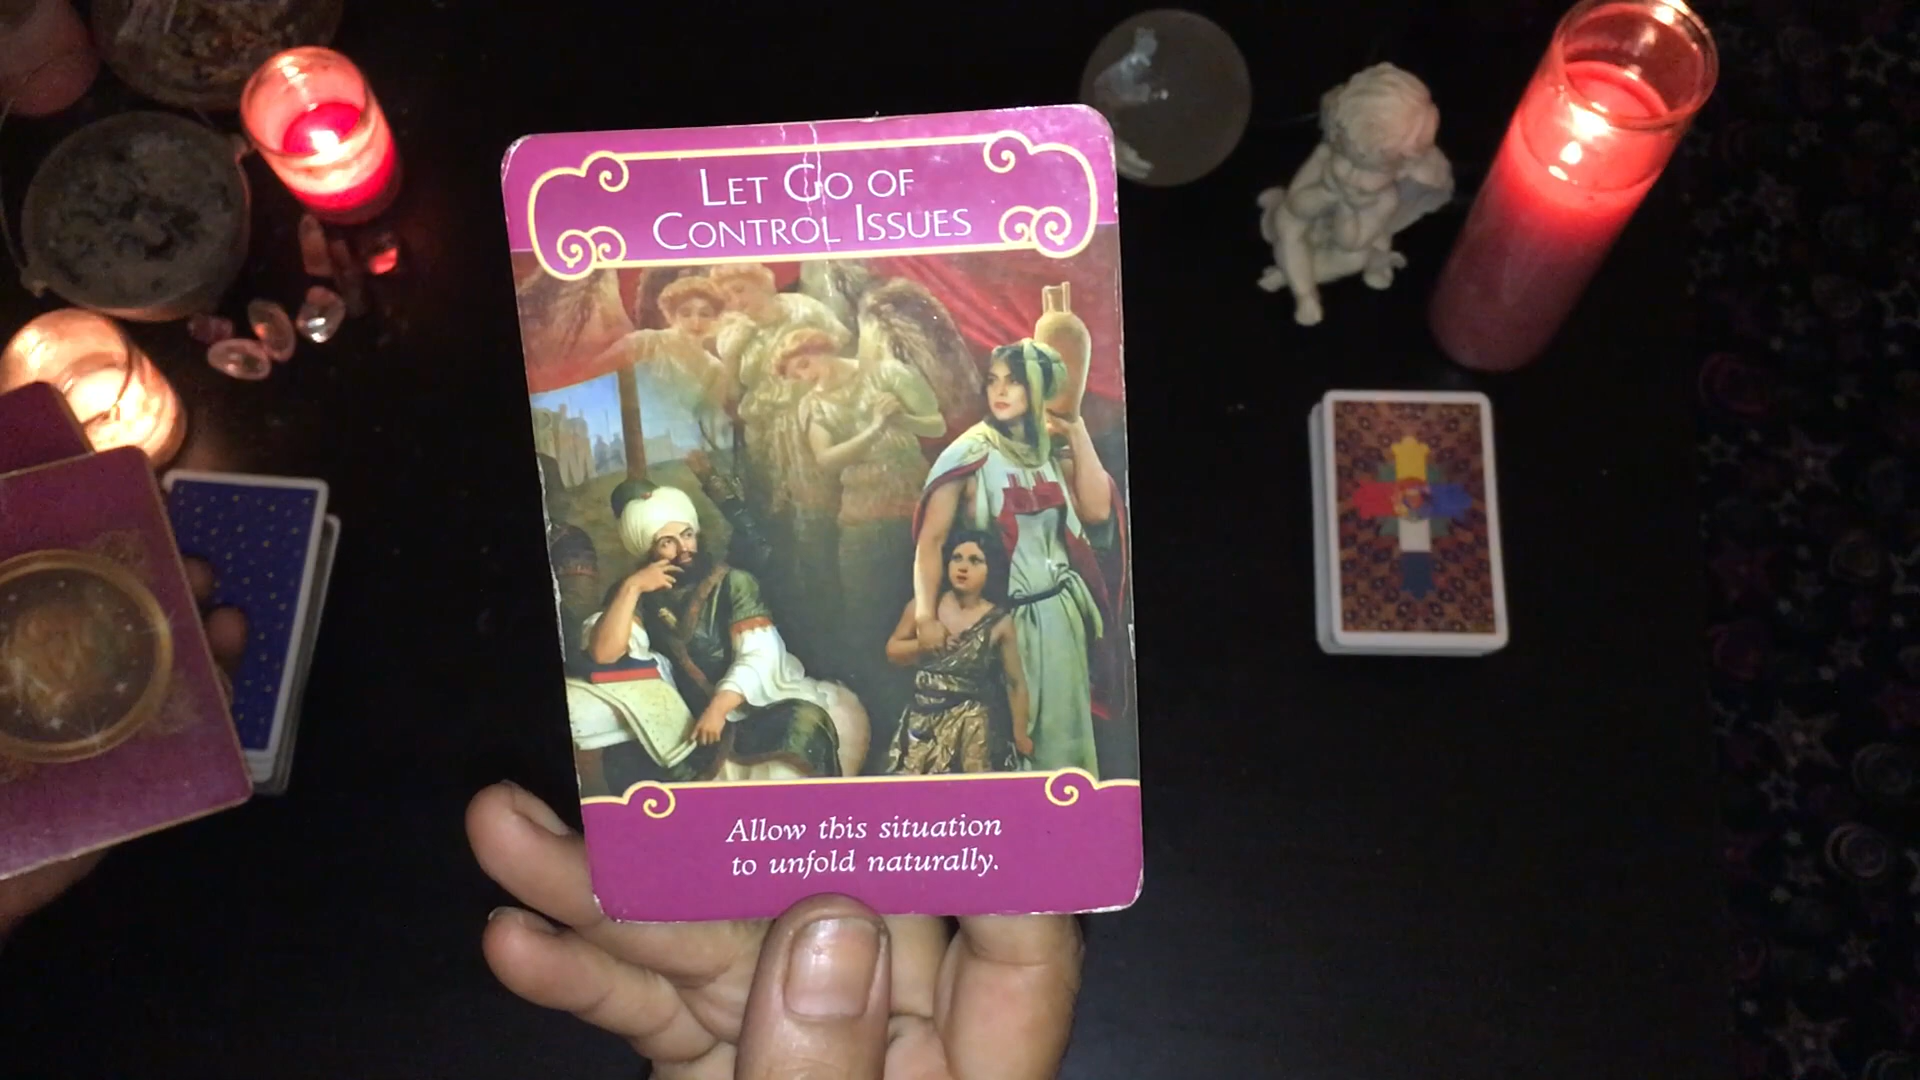 Let Go of
Control Issues
Allow this situation
to unfold naturally.